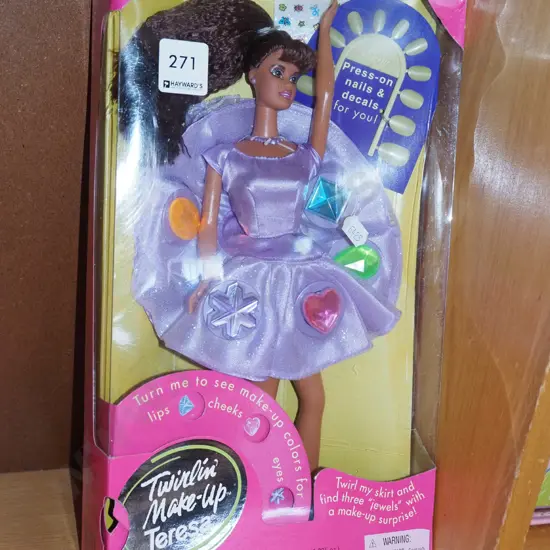 271
HAYWARD'S
Press-on
nails &
decals,
for you!
Turn me to see make-up colors for
lips
cheeks
eyes
Twirlin'
Make-Up
Teresa
Twirl my skirt and
find three "jewels" with
a make-up surprise!
WARNING: